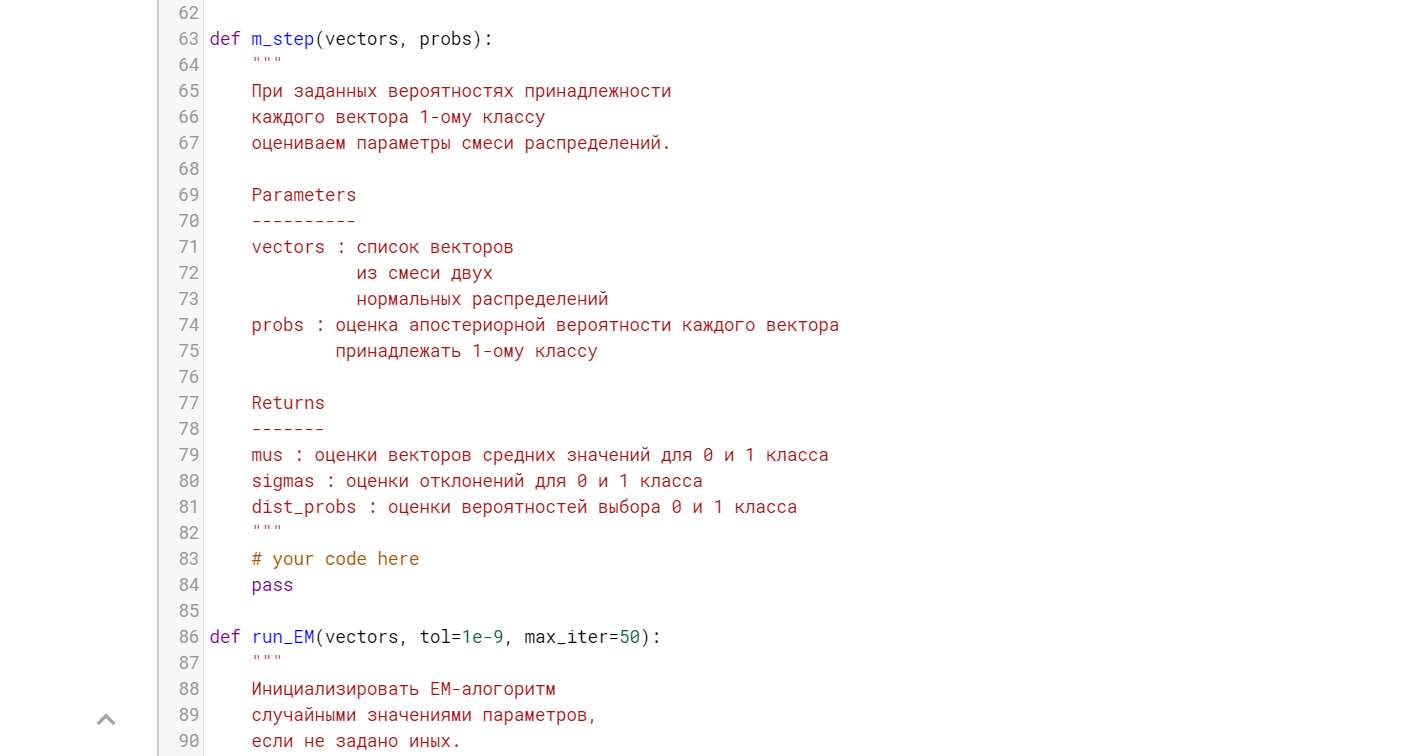 62
63 def m_step(vectors, probs):
64 """
65 При заданных вероятностях принадлежности
66 каждого вектора 1-ому классу
67 оцениваем параметры смеси распределений.
68
69 Parameters
70 ----------
71 vectors : список векторов
72 из смеси двух
73 нормальных распределений
74 probs : оценка апостериорной вероятности каждого вектора
75 принадлежать 1-ому классу
76
77 Returns
78 -------
79 mus : оценки векторов средних значений для 0 и 1 класса
80 sigmas : оценки отклонений для 0 и 1 класса
81 dist_probs : оценки вероятностей выбора 0 и 1 класса
82 """
83 # your code here
84 pass
85
86 def run_EM(vectors, tol=1e-9, max_iter=50):
87 """
88 Инициализировать EM-алогоритм
89 случайными значениями параметров,
90 если не задано иных.